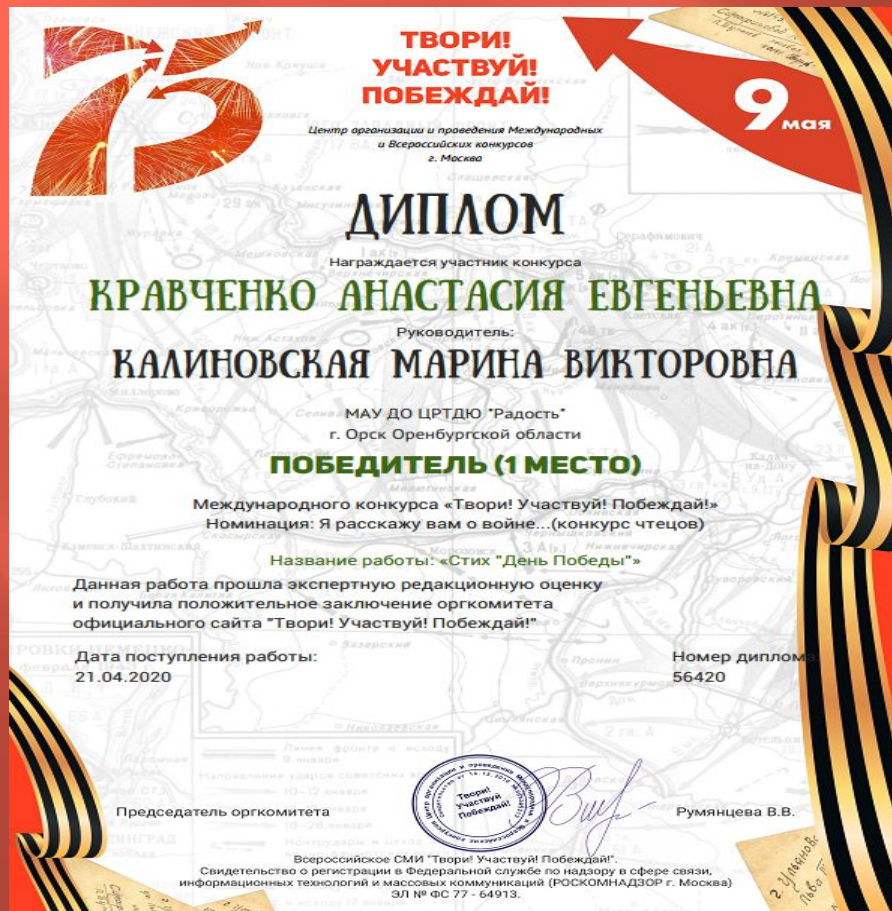 75
ТВОРИ!
УЧАСТВУЙ!
ПОБЕЖДАЙ!
9 мая
Центр организации и проведения Международных
и Всероссийских конкурсов
г. Москва
ДИПЛОМ
Награждается участник конкурса
КРАВЧЕНКО АНАСТАСИЯ ЕВГЕНЬЕВНА
Руководитель:
КАЛИНОВСКАЯ МАРИНА ВИКТОРОВНА
МАУ ДО ЦРТДЮ "Радость"
г. Орск Оренбургской области
ПОБЕДИТЕЛЬ (1 МЕСТО)
Международного конкурса «Твори! Участвуй! Побеждай!»
Номинация: Я расскажу вам о войне...(конкурс чтецов)
Название работы: «Стих "День Победы"»
Данная работа прошла экспертную редакционную оценку
и получила положительное заключение оргкомитета
официального сайта "Твори! Участвуй! Побеждай!"
Дата поступления работы:
21.04.2020
Номер диплома:
56420
Председатель оргкомитета
Твори!
Участвуй!
Побеждай!
Румянцева В.В.
Всероссийское СМИ "Твори! Участвуй! Побеждай!".
Свидетельство о регистрации в Федеральной службе по надзору в сфере связи,
информационных технологий и массовых коммуникаций (РОСКОМНАДЗОР г. Москва)
ЭЛ № ФС 77 - 64913.